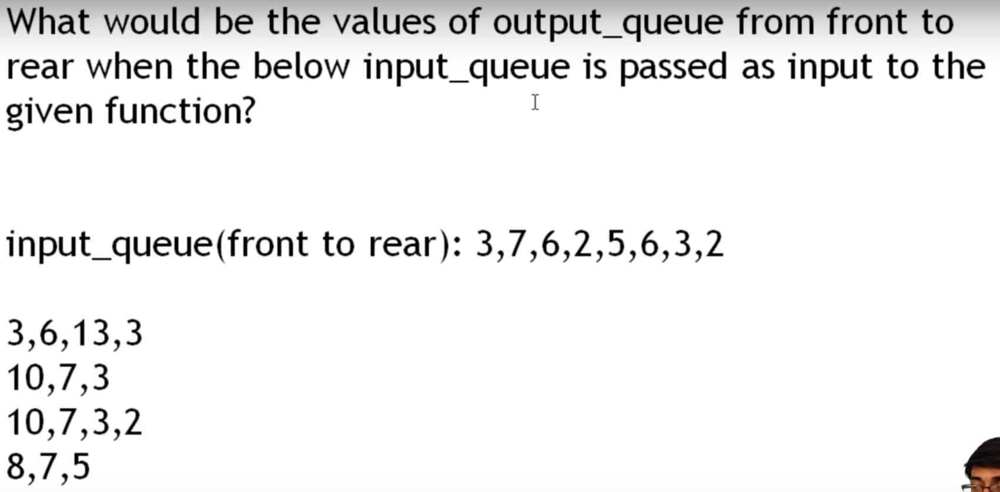 What would be the values of output_queue from front to
rear when the below input_queue is passed as input to the
given function?
input_queue(front to rear): 3,7,6,2,5,6,3,2
3,6,13,3
10,7,3
10,7,3,2
8,7,5